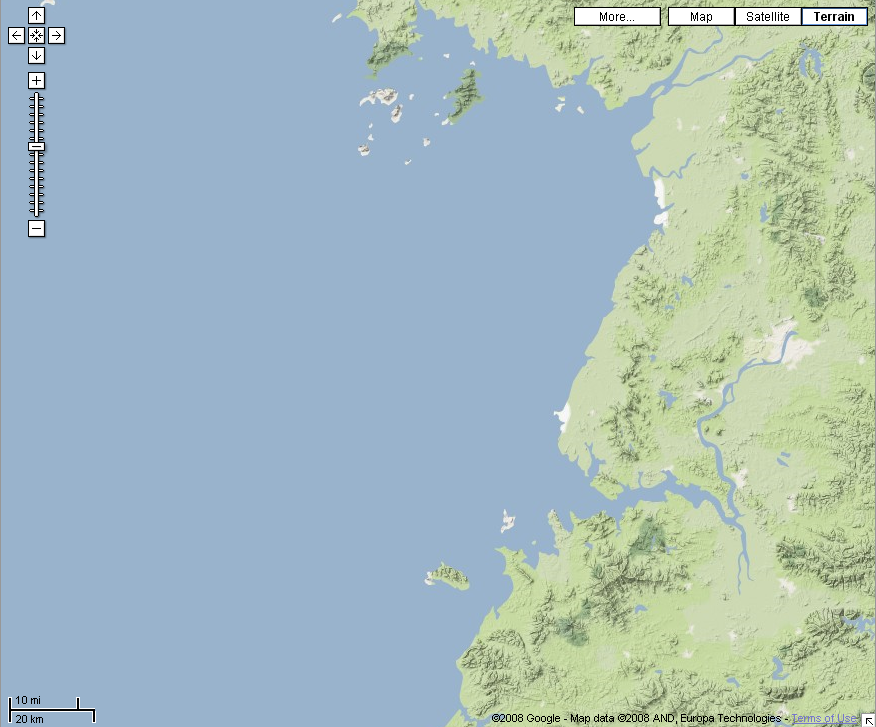 More...
Map
Satellite
Terrain
10 mi
20 km
©2008 Google - Map data ©2008 AND, Europa Technologies - Terms of Use